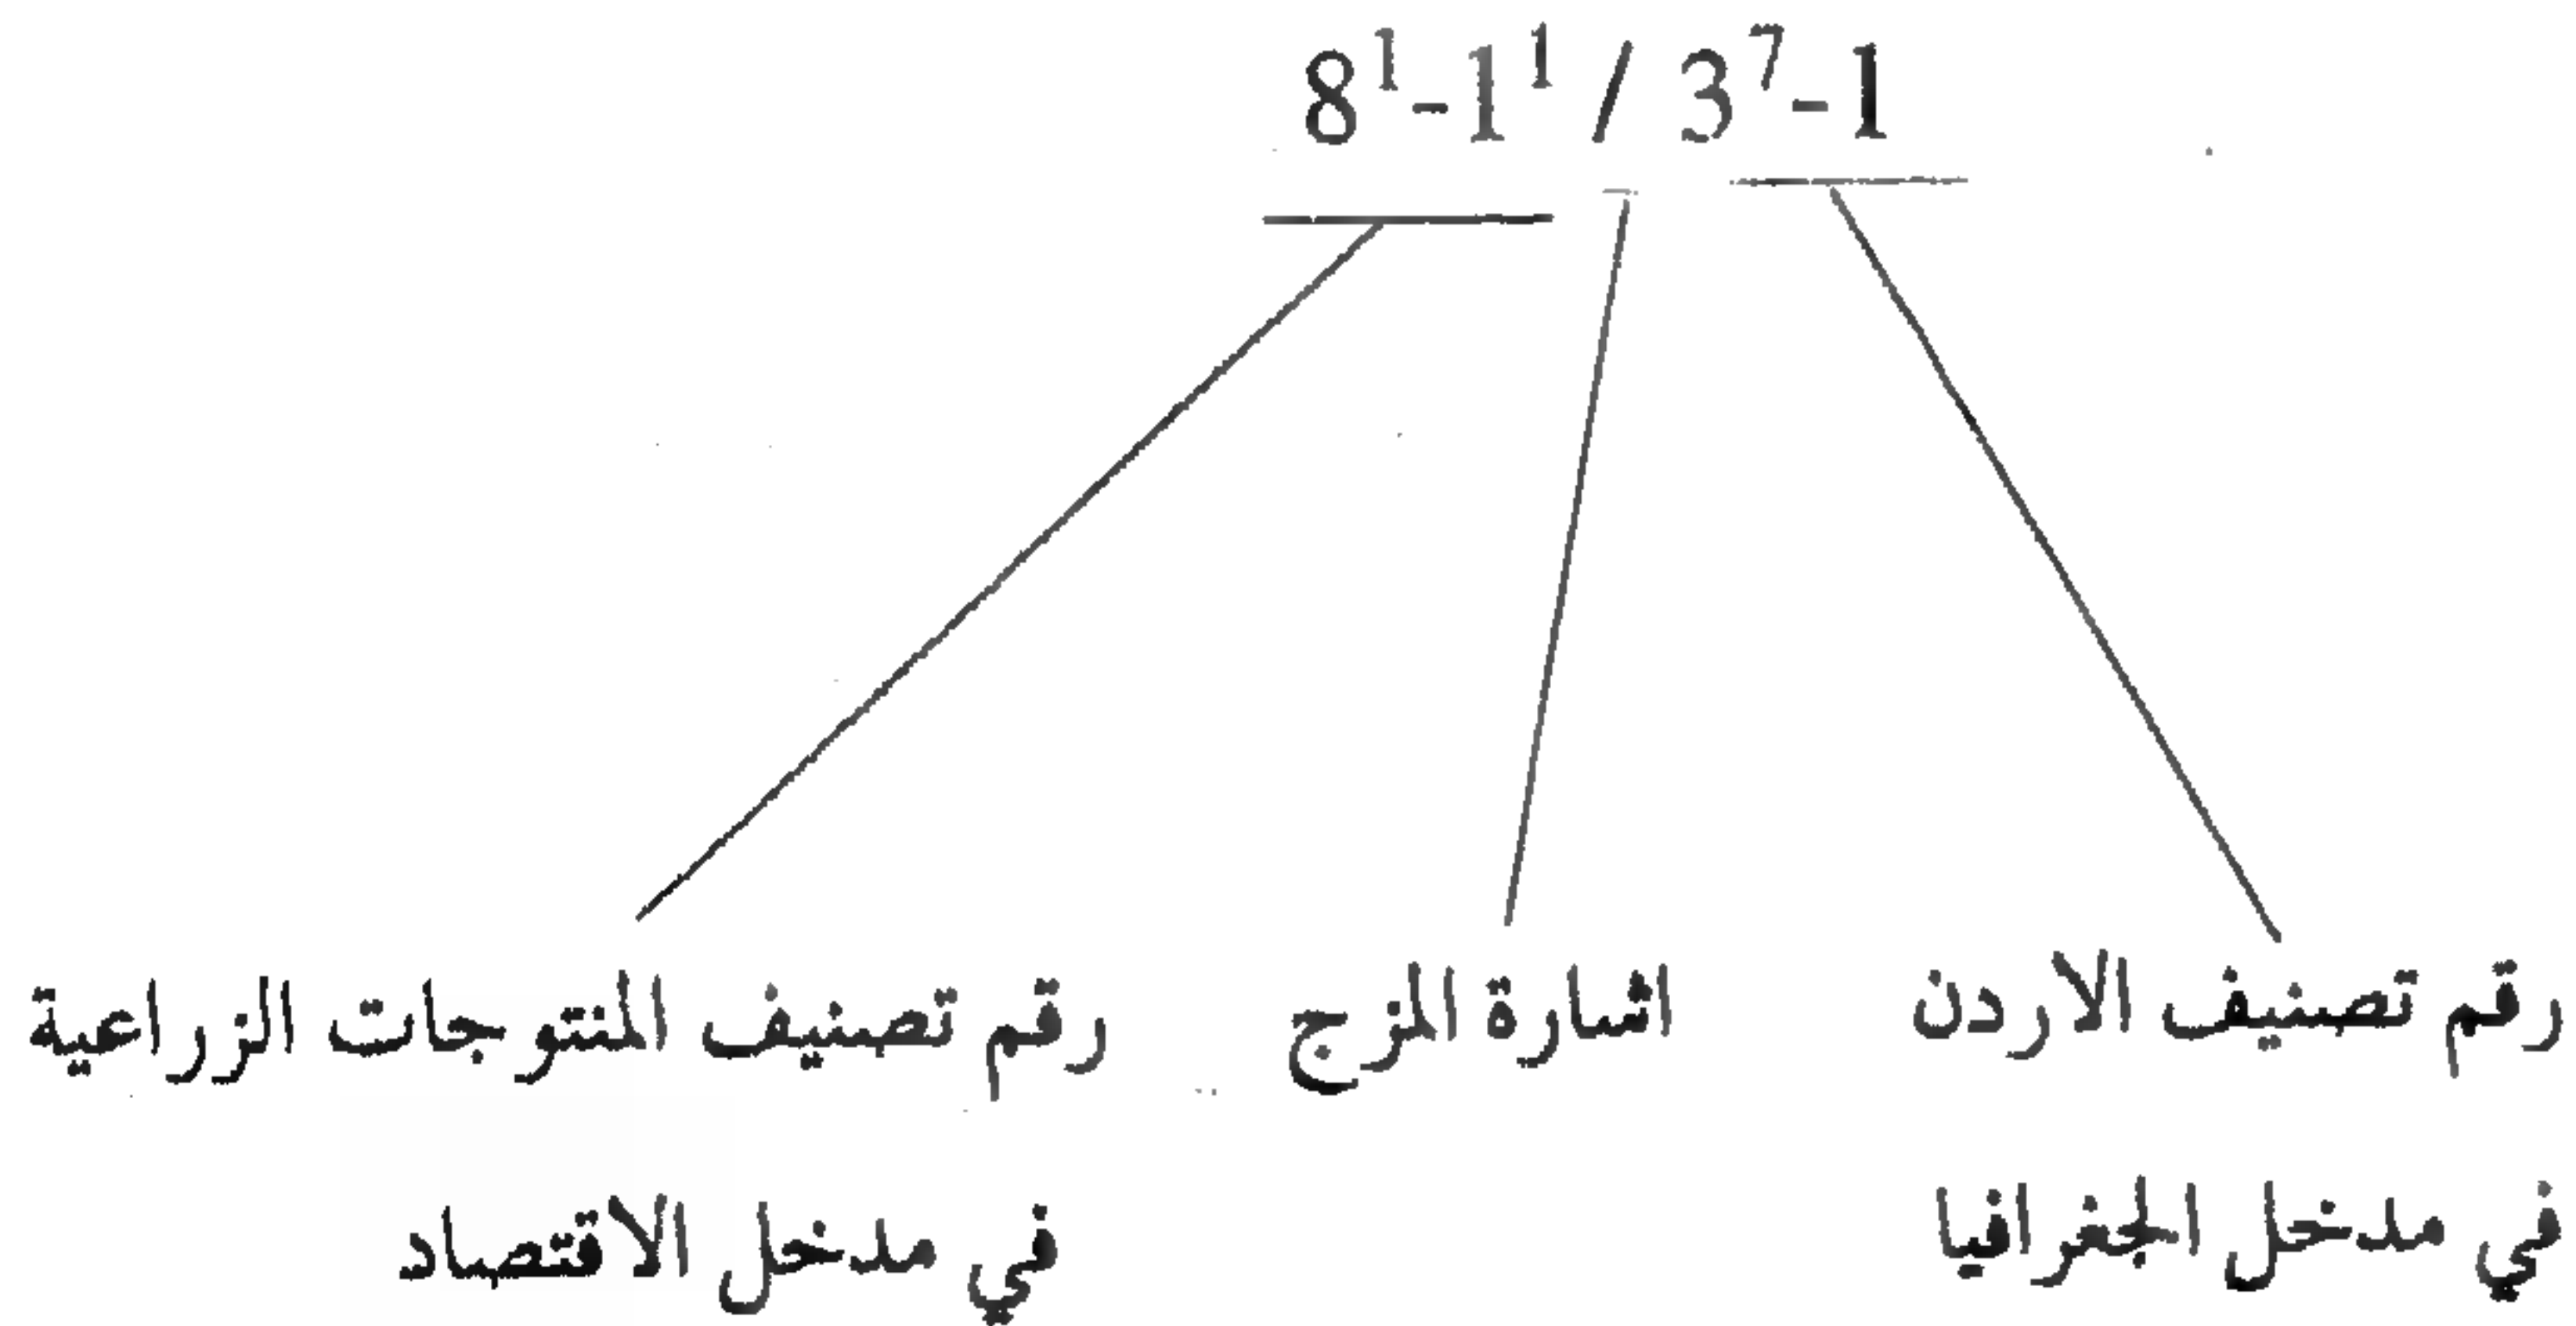 8¹-1¹ / 3⁷-1
رقم تصنيف الاردن
في مدخل الجغرافيا
اشارة المزج
رقم تصنيف المنتوجات الزراعية
في مدخل الاقتصاد